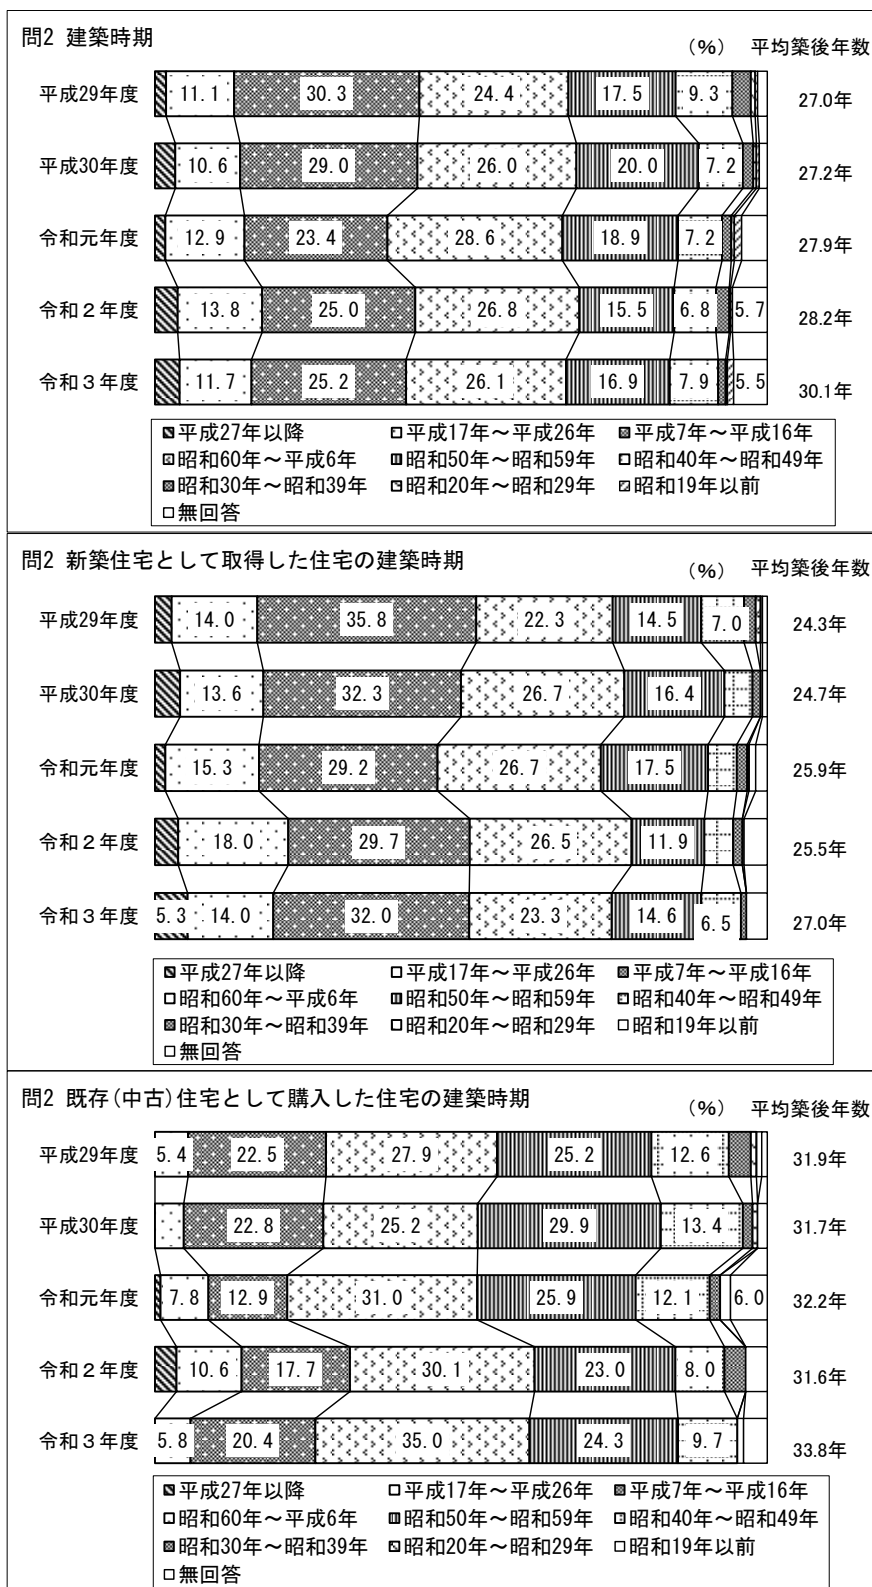 問2 建築時期
（%） 平均築後年数
平成29年度 11.1 30.3 24.4 17.5 9.3 27.0年
平成30年度 10.6 29.0 26.0 20.0 7.2 27.2年
令和元年度 12.9 23.4 28.6 18.9 7.2 27.9年
令和２年度 13.8 25.0 26.8 15.5 6.8 5.7 28.2年
令和３年度 11.7 25.2 26.1 16.9 7.9 5.5 30.1年
平成27年以降 平成17年～平成26年 平成7年～平成16年
昭和60年～平成6年 昭和50年～昭和59年 昭和40年～昭和49年
昭和30年～昭和39年 昭和20年～昭和29年 昭和19年以前
無回答
問2 新築住宅として取得した住宅の建築時期
（%） 平均築後年数
平成29年度 14.0 35.8 22.3 14.5 7.0 24.3年
平成30年度 13.6 32.3 26.7 16.4 24.7年
令和元年度 15.3 29.2 26.7 17.5 25.9年
令和２年度 18.0 29.7 26.5 11.9 25.5年
令和３年度 5.3 14.0 32.0 23.3 14.6 6.5 27.0年
平成27年以降 平成17年～平成26年 平成7年～平成16年
昭和60年～平成6年 昭和50年～昭和59年 昭和40年～昭和49年
昭和30年～昭和39年 昭和20年～昭和29年 昭和19年以前
無回答
問2 既存(中古)住宅として購入した住宅の建築時期
（%） 平均築後年数
平成29年度 5.4 22.5 27.9 25.2 12.6 31.9年
平成30年度 22.8 25.2 29.9 13.4 31.7年
令和元年度 7.8 12.9 31.0 25.9 12.1 6.0 32.2年
令和２年度 10.6 17.7 30.1 23.0 8.0 31.6年
令和３年度 5.8 20.4 35.0 24.3 9.7 33.8年
平成27年以降 平成17年～平成26年 平成7年～平成16年
昭和60年～平成6年 昭和50年～昭和59年 昭和40年～昭和49年
昭和30年～昭和39年 昭和20年～昭和29年 昭和19年以前
無回答